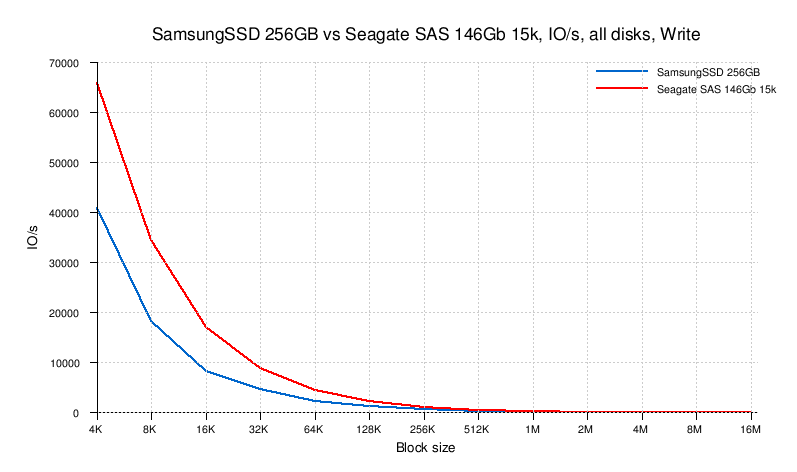 SamsungSSD 256GB vs Seagate SAS 146Gb 15k, IO/s, all disks, Write
70000
SamsungSSD 256GB
Seagate SAS 146Gb 15k
60000
50000
40000
IO/s
30000
20000
10000
0
4K 8K 16K 32K 64K 128K 256K 512K 1M 2M 4M 8M 16M
Block size